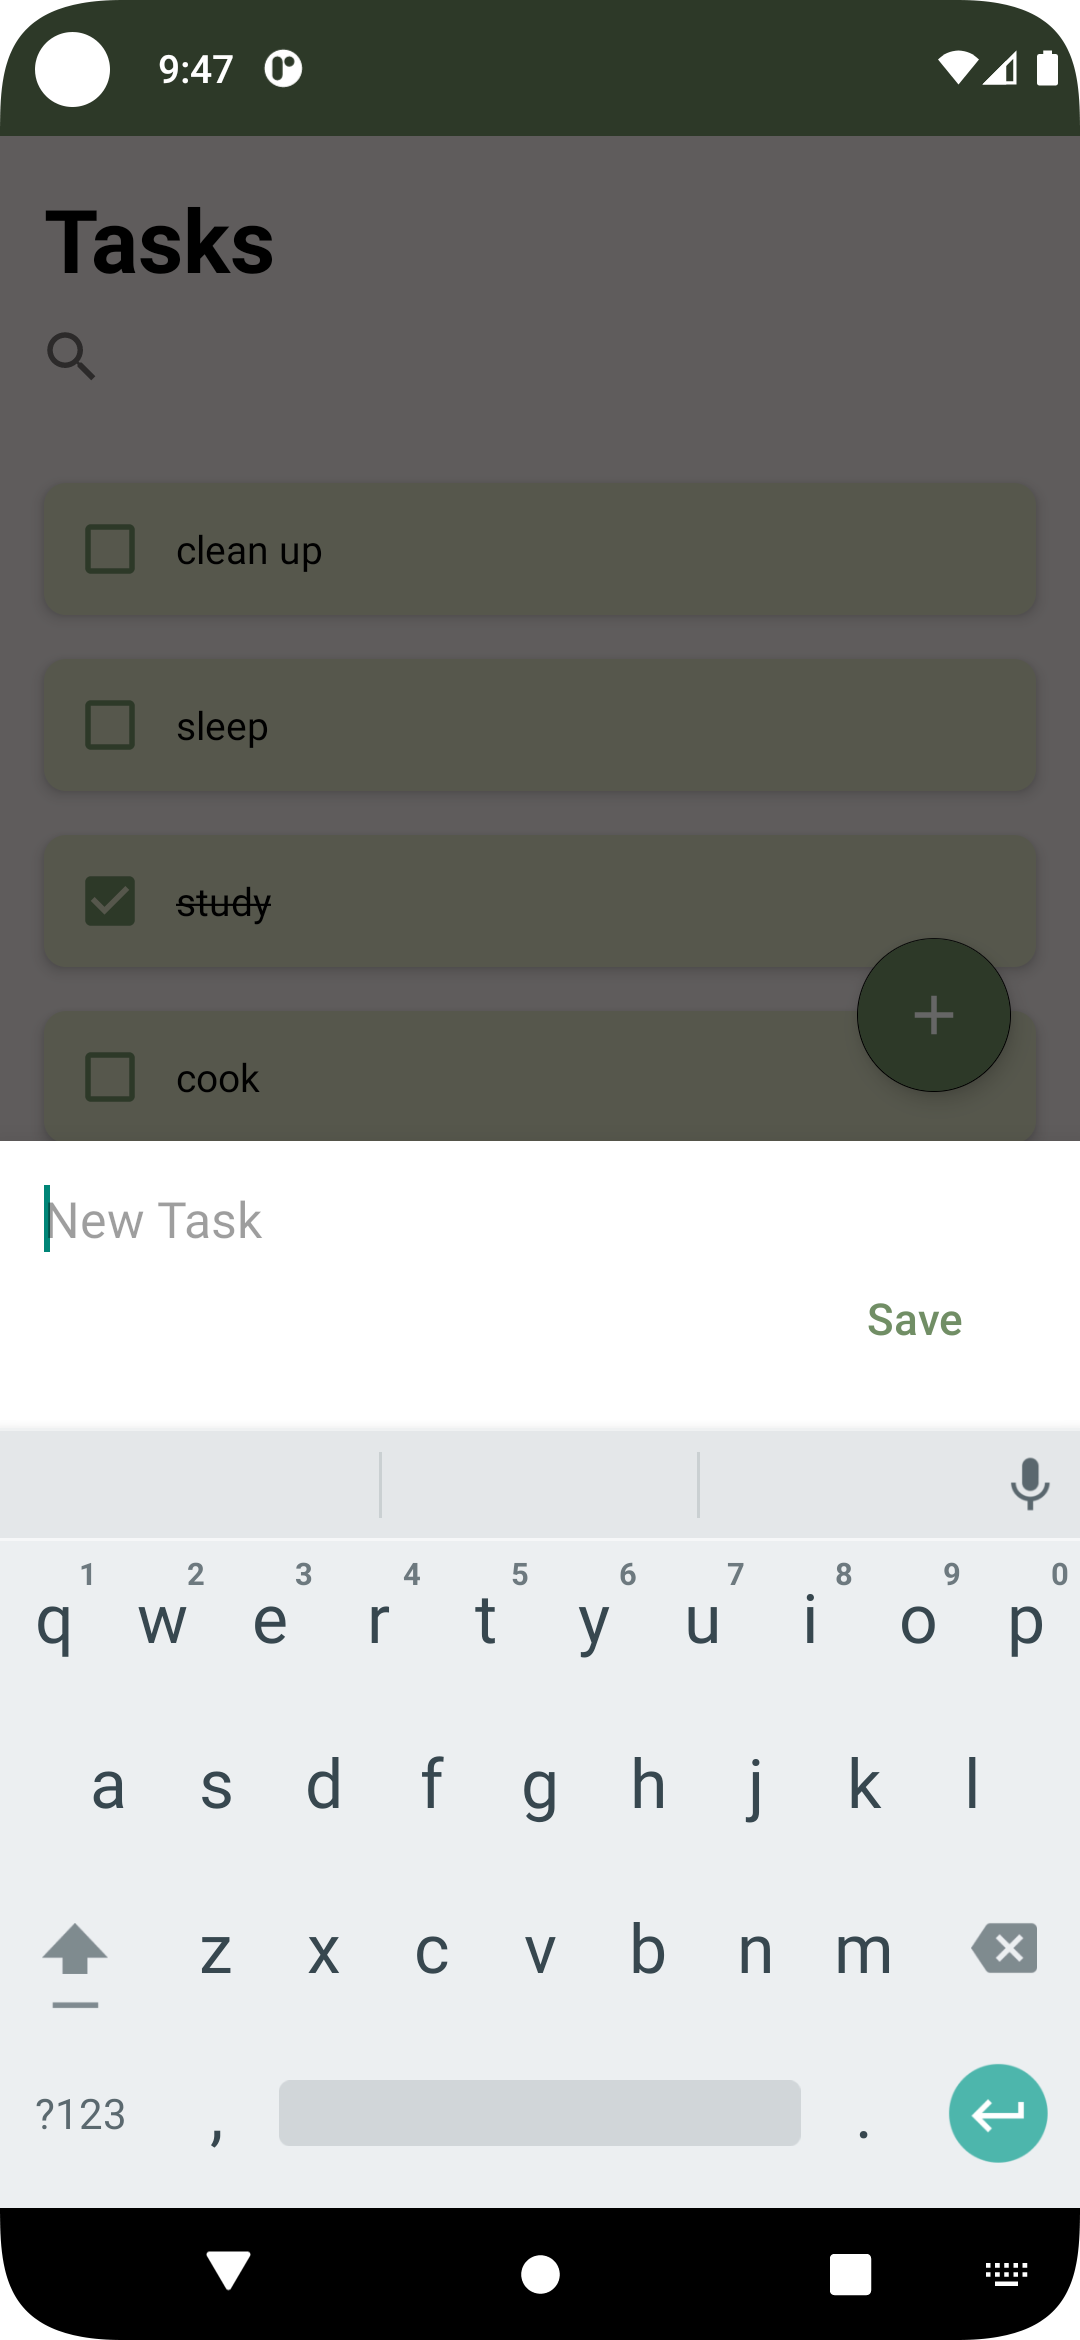 9:47
Tasks
clean up
sleep
study
cook
New Task
Save
1 2 3 4 5 6 7 8 9 0
q w e r t y u i o p
a s d f g h j k l
z x c v b n m
?123 , .